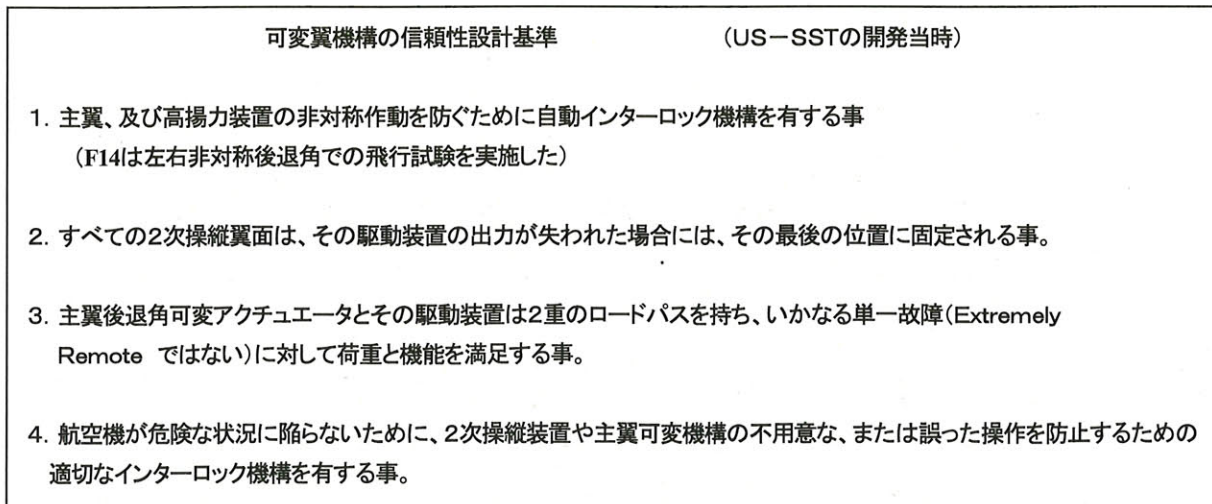 可変翼機構の信頼性設計基準 (US－SSTの開発当時)
1．主翼、及び高揚力装置の非対称作動を防ぐために自動インターロック機構を有する事
(F14は左右非対称後退角での飛行試験を実施した)
2．すべての2次操縦翼面は、その駆動装置の出力が失われた場合には、その最後の位置に固定される事。
3．主翼後退角可変アクチュエータとその駆動装置は2重のロードパスを持ち、いかなる単一故障(Extremely
Remote ではない)に対して荷重と機能を満足する事。
4．航空機が危険な状況に陥らないために、2次操縦装置や主翼可変機構の不用意な、または誤った操作を防止するための
適切なインターロック機構を有する事。